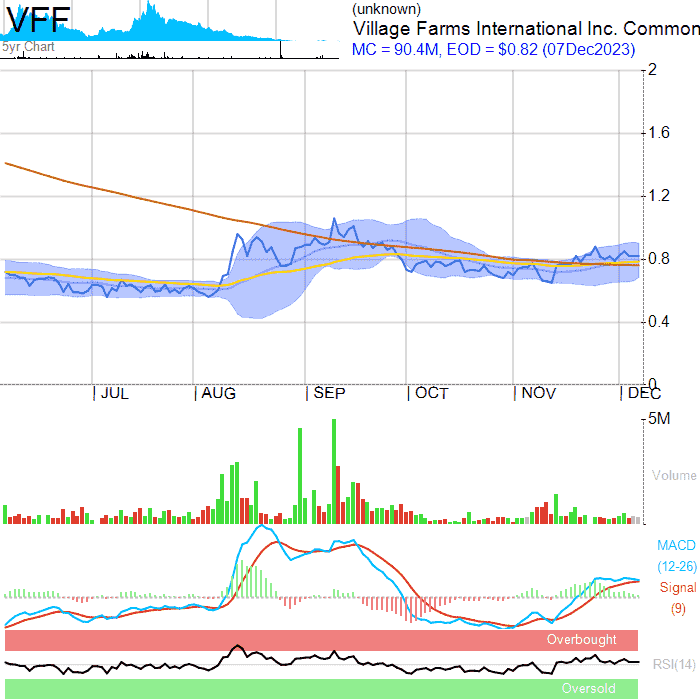 VFF
5yr Chart
(unknown)
Village Farms International Inc. Common
MC = 90.4M, EOD = $0.82 (07Dec2023)
2
1.6
1.2
0.8
0.4
0
JUL AUG SEP OCT NOV DEC
5M
Volume
MACD
(12-26)
Signal
(9)
Overbought
RSI(14)
Oversold